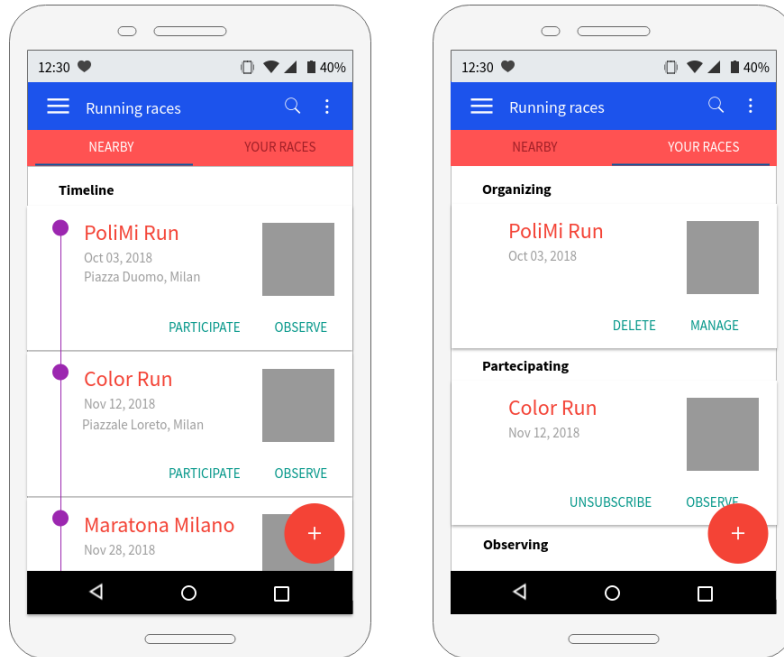 12:30
40%
Running races
NEARBY YOUR RACES
Timeline
PoliMi Run
Oct 03, 2018
Piazza Duomo, Milan
PARTICIPATE OBSERVE
Color Run
Nov 12, 2018
Piazzale Loreto, Milan
PARTICIPATE OBSERVE
Maratona Milano
Nov 28, 2018
+
12:30
40%
Running races
NEARBY YOUR RACES
Organizing
PoliMi Run
Oct 03, 2018
DELETE MANAGE
Partecipating
Color Run
Nov 12, 2018
UNSUBSCRIBE OBSERVE
+
Observing